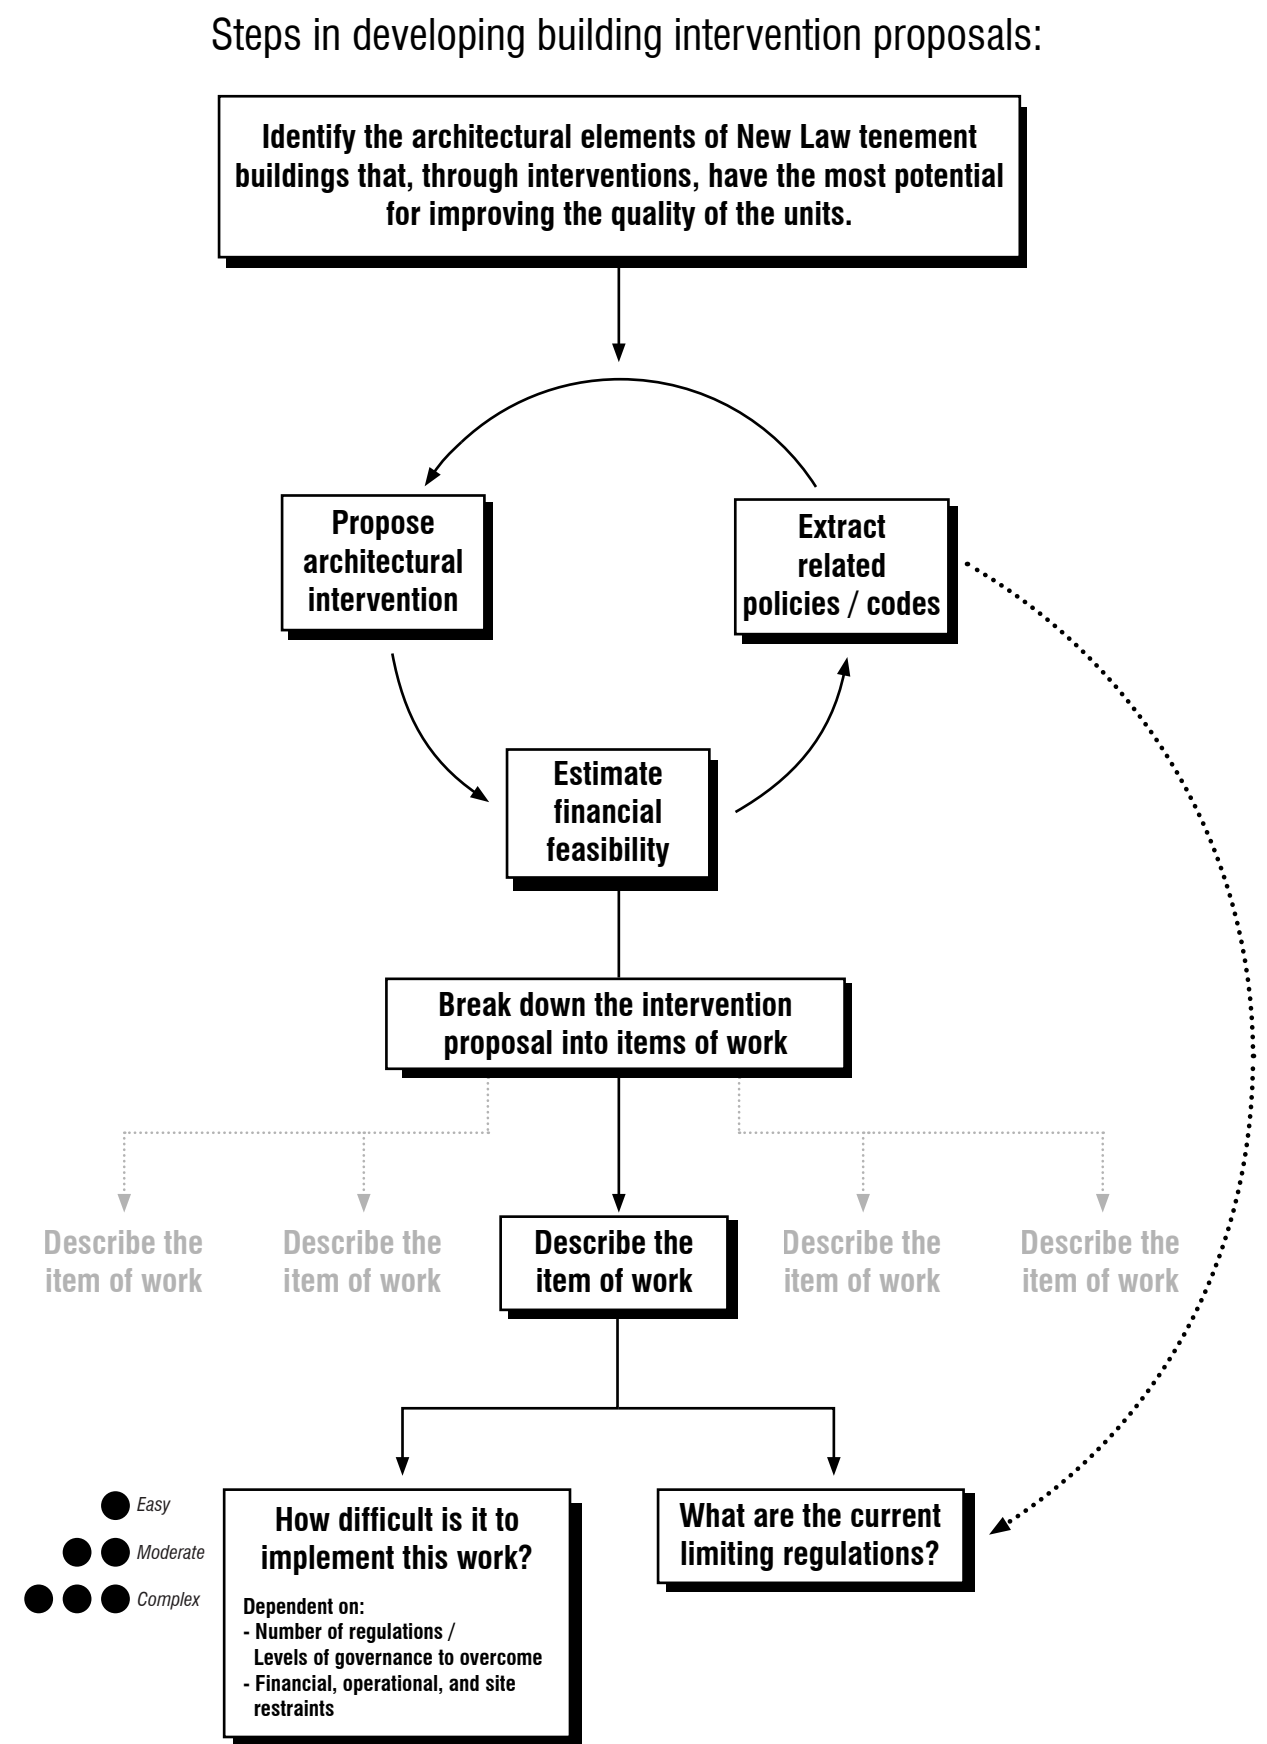 Steps in developing building intervention proposals:
Identify the architectural elements of New Law tenement
buildings that, through interventions, have the most potential
for improving the quality of the units.
Propose
architectural
intervention
Extract
related
policies / codes
Estimate
financial
feasibility
Break down the intervention
proposal into items of work
Describe the
item of work
Describe the
item of work
Describe the
item of work
Describe the
item of work
Describe the
item of work
Easy
Moderate
Complex
How difficult is it to
implement this work?
Dependent on:
- Number of regulations /
Levels of governance to overcome
- Financial, operational, and site
restraints
What are the current
limiting regulations?